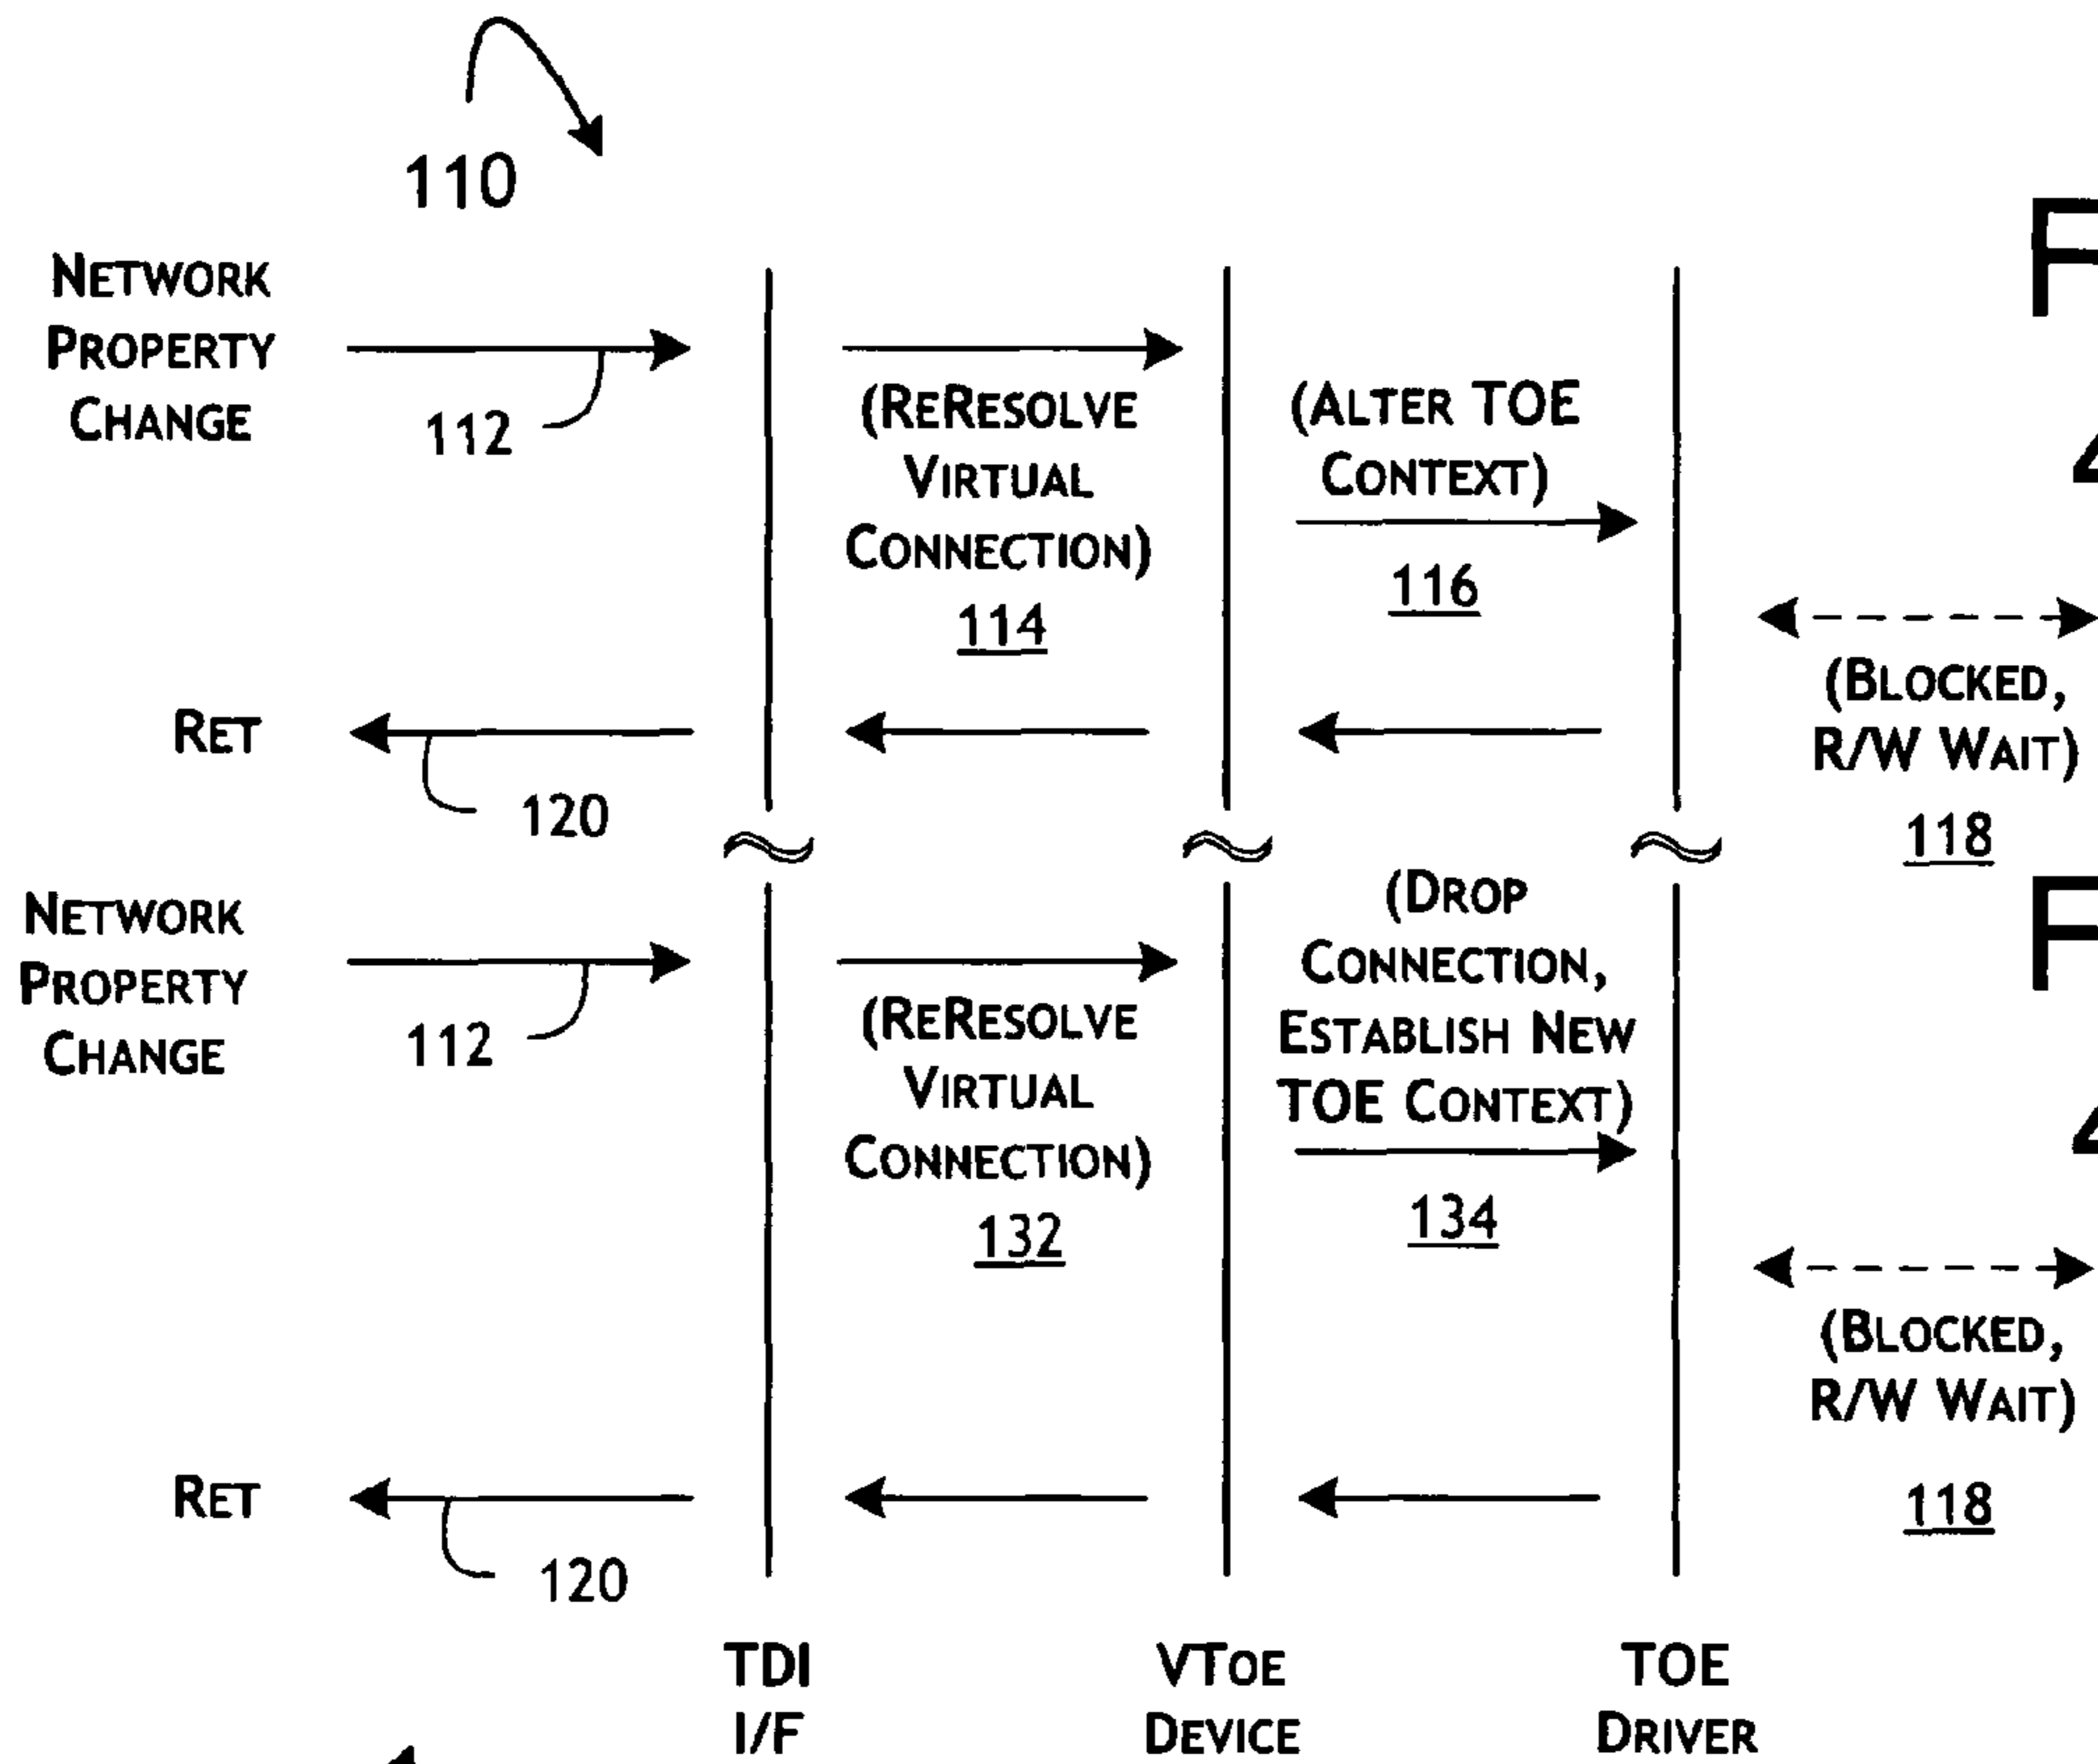 110
NETWORK
PROPERTY
CHANGE
112
(RERESOLVE
VIRTUAL
CONNECTION)
114
(ALTER TOE
CONTEXT)
116
(BLOCKED,
R/W WAIT)
118
RET
120
NETWORK
PROPERTY
CHANGE
112
(RERESOLVE
VIRTUAL
CONNECTION)
132
(DROP
CONNECTION,
ESTABLISH NEW
TOE CONTEXT)
134
(BLOCKED,
R/W WAIT)
118
RET
120
TDI
I/F
VTOE
DEVICE
TOE
DRIVER